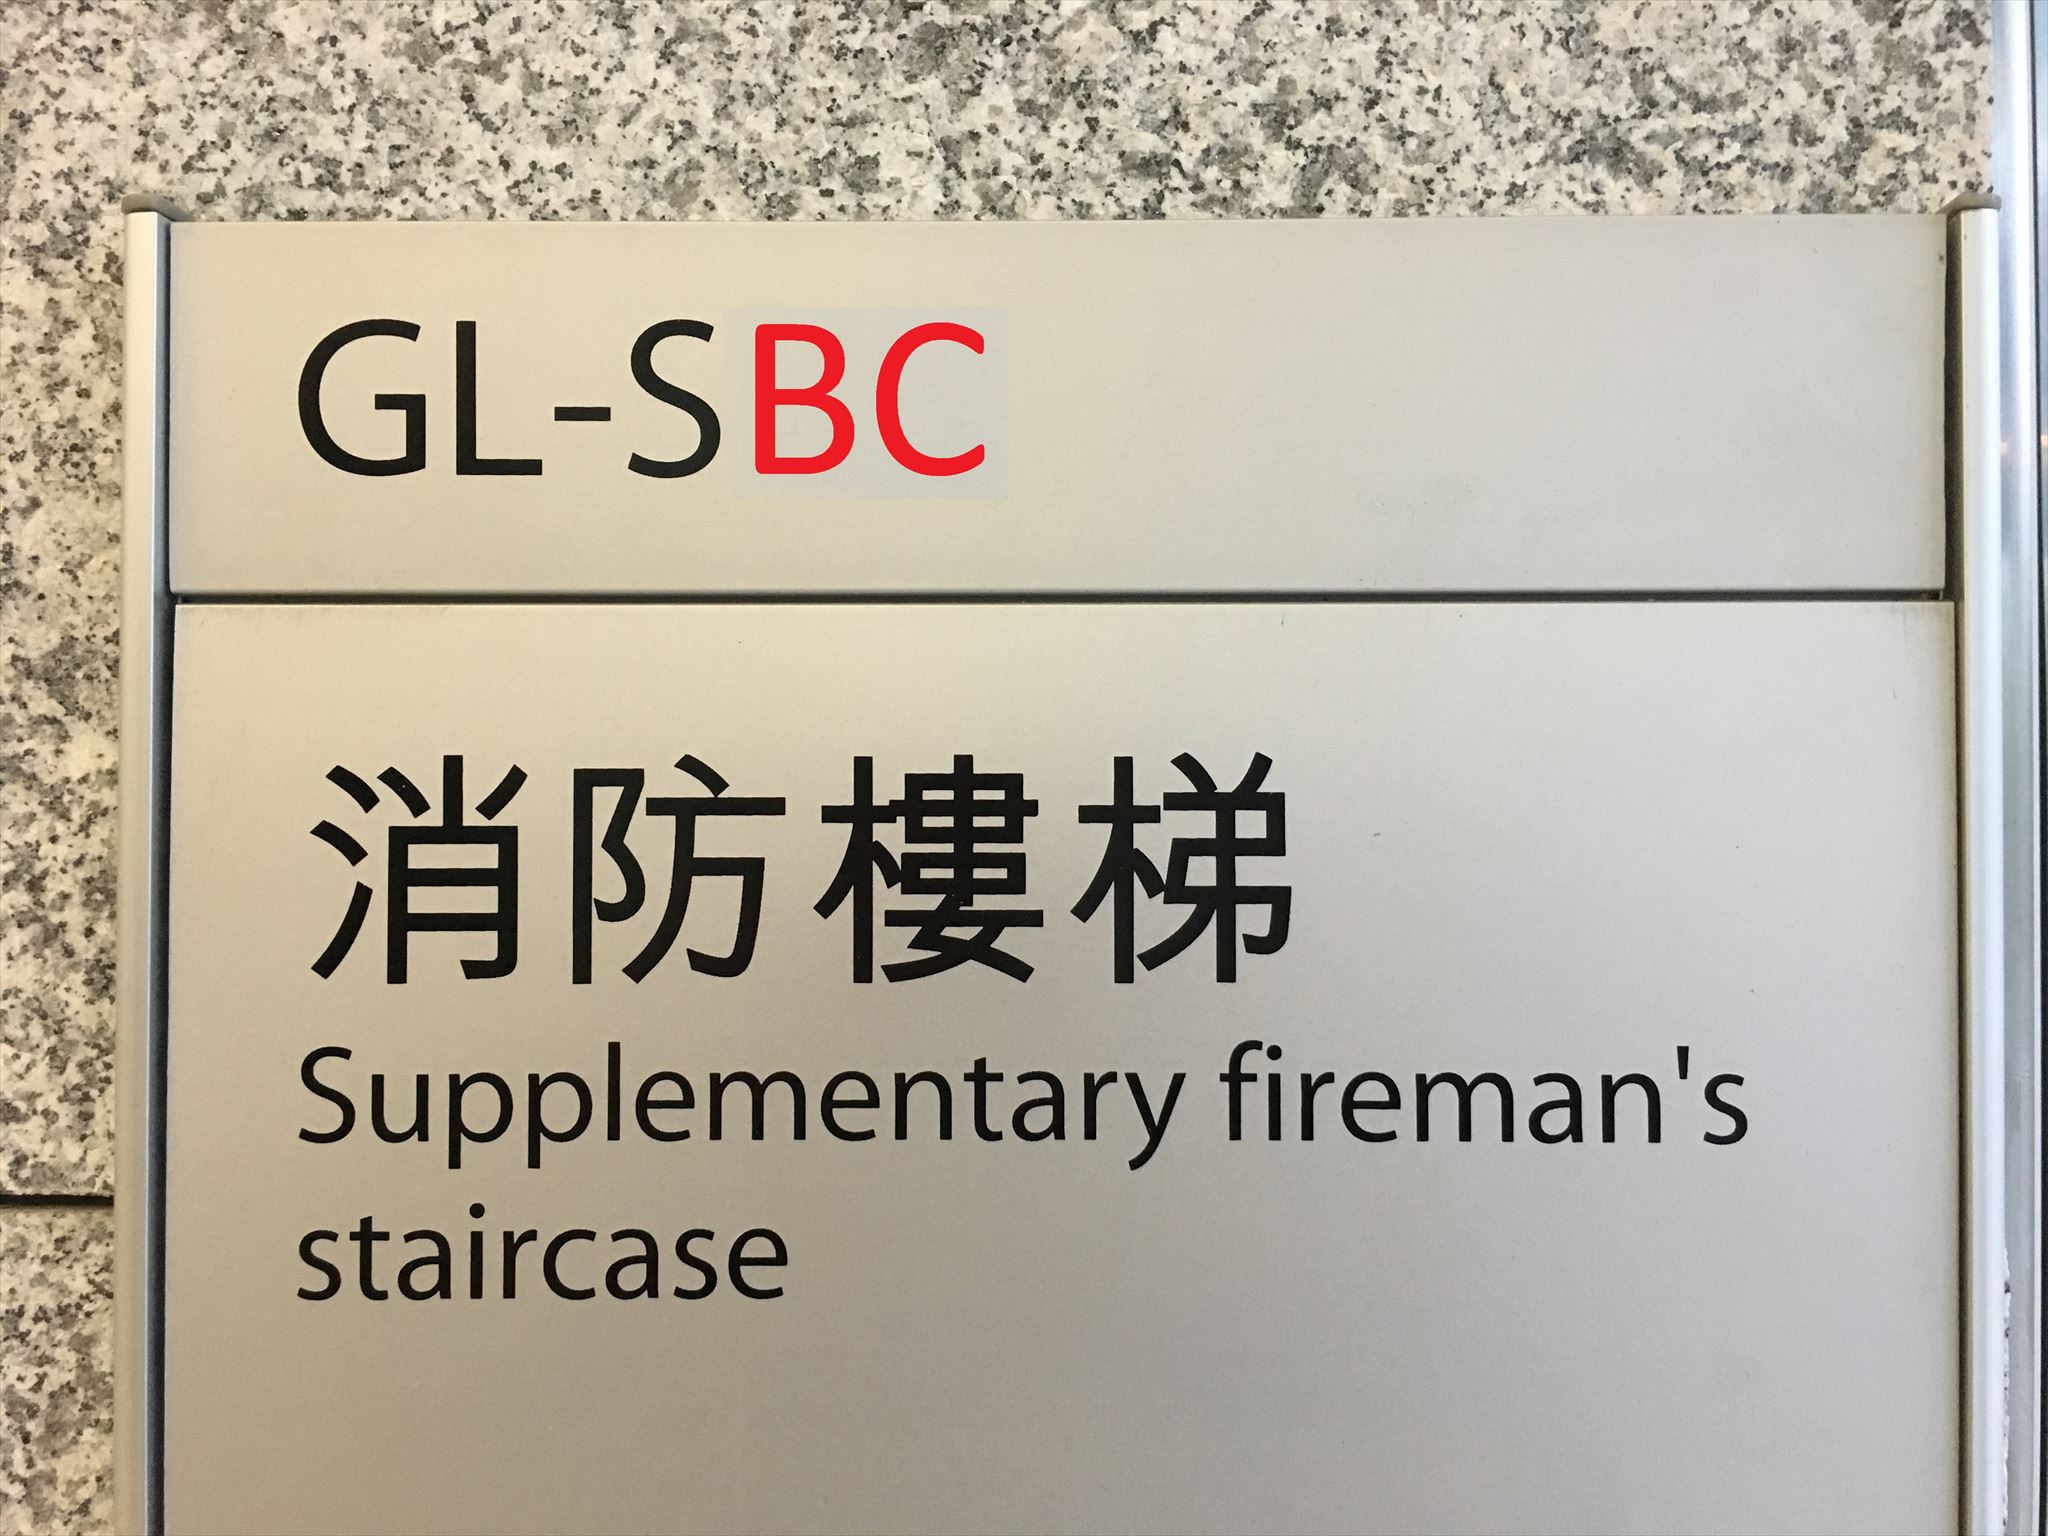 GL-SBC
消防樓梯
Supplementary fireman's
staircase